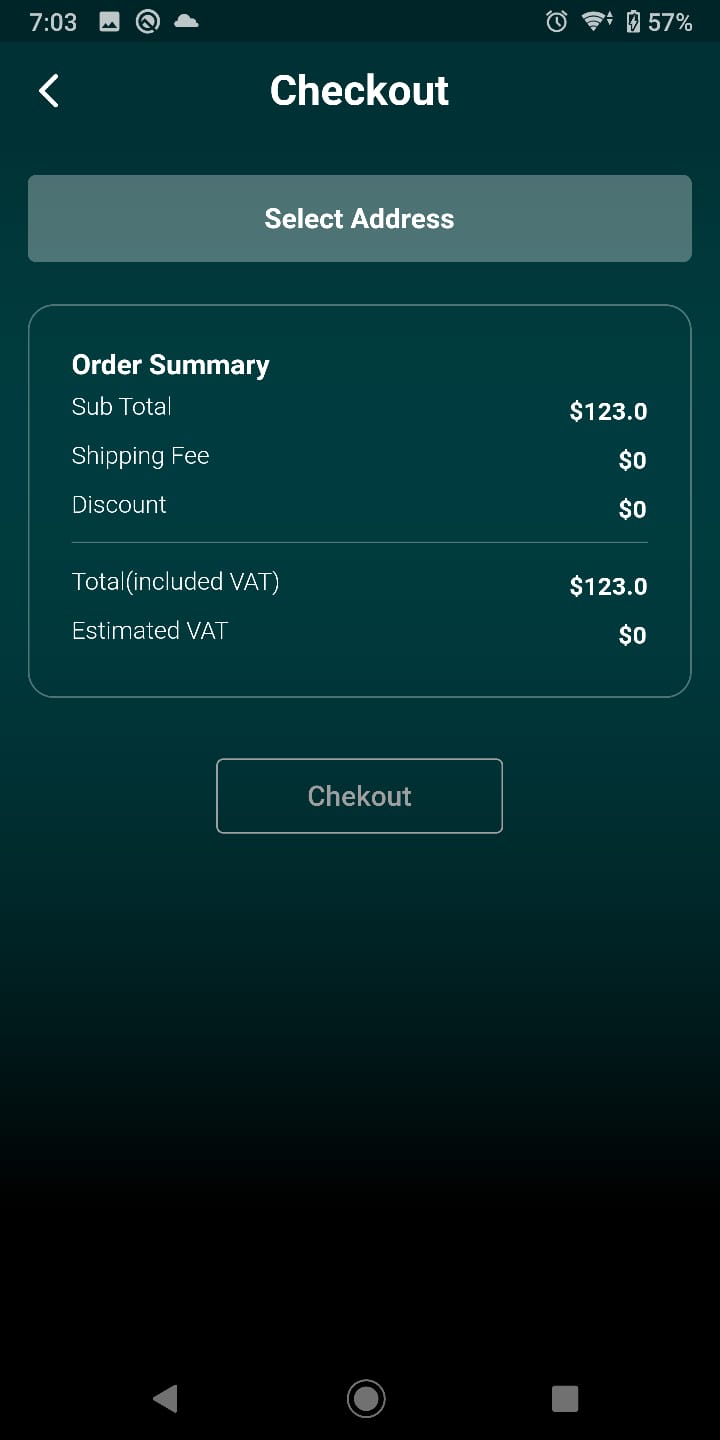 7:03 57%
Checkout
Select Address
Order Summary
Sub Total $123.0
Shipping Fee $0
Discount $0
Total(included VAT) $123.0
Estimated VAT $0
Chekout